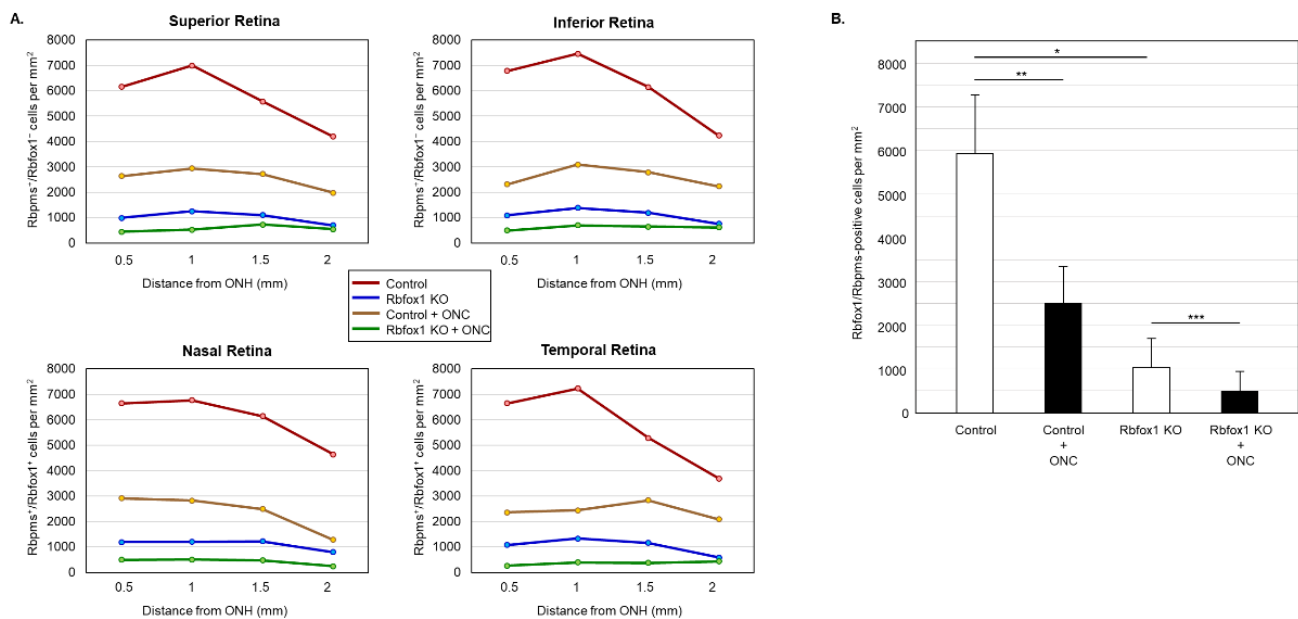 A.
Superior Retina
Rbpms⁻/Rbfox1⁻ cells per mm²
8000
7000
6000
5000
4000
3000
2000
1000
0
0.5 1 1.5 2
Distance from ONH (mm)
Inferior Retina
Rbpms⁻/Rbfox1⁻ cells per mm²
8000
7000
6000
5000
4000
3000
2000
1000
0
0.5 1 1.5 2
Distance from ONH (mm)
Control
Rbfox1 KO
Control + ONC
Rbfox1 KO + ONC
Nasal Retina
Rbpms⁺/Rbfox1⁺ cells per mm²
8000
7000
6000
5000
4000
3000
2000
1000
0
0.5 1 1.5 2
Distance from ONH (mm)
Temporal Retina
Rbpms⁺/Rbfox1⁺ cells per mm²
8000
7000
6000
5000
4000
3000
2000
1000
0
0.5 1 1.5 2
Distance from ONH (mm)
B.
Rbfox1/Rbpms-positive cells per mm²
8000
7000
6000
5000
4000
3000
2000
1000
0
*
**
***
Control
Control
+
ONC
Rbfox1 KO
Rbfox1 KO
+
ONC